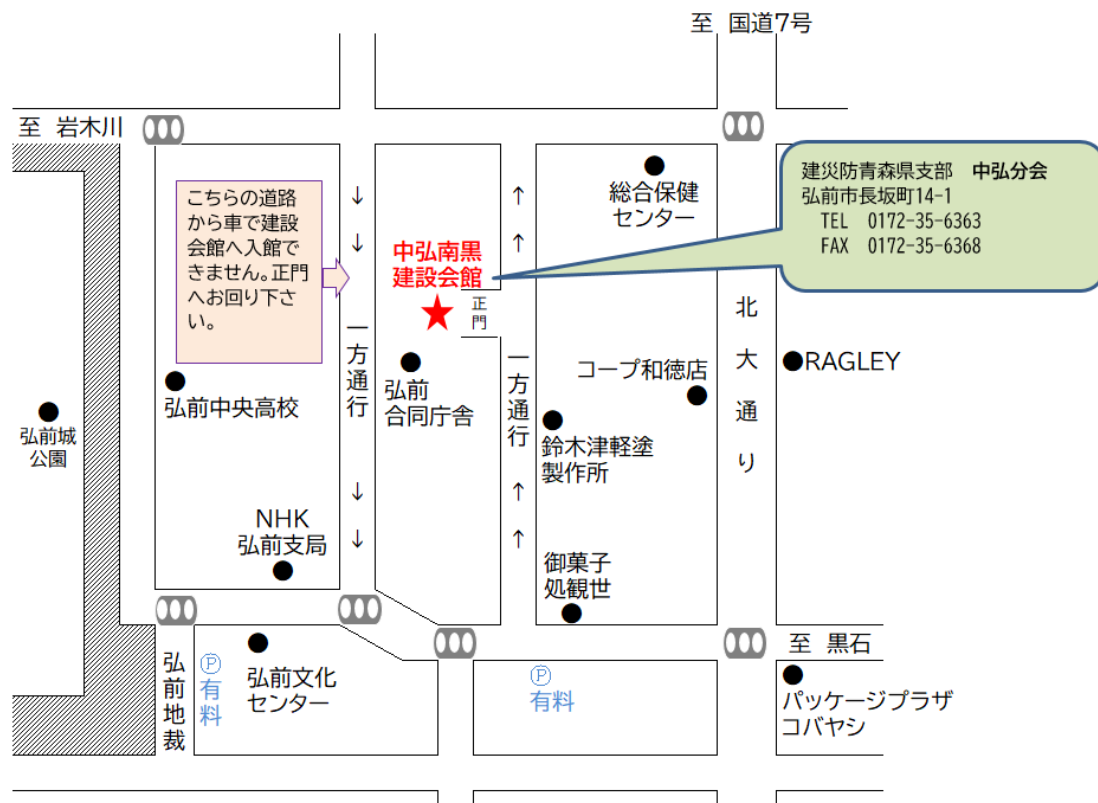 至 国道7号
至 岩木川
建災防青森県支部 中弘分会
弘前市長坂町14-1
TEL 0172-35-6363
FAX 0172-35-6368
総合保健
センター
こちらの道路
から車で建設
会館へ入館で
きません。正門
へお回り下さ
い。
↓
↓
↑
↑
中弘南黒
建設会館
正門
一方通行
弘前
合同庁舎
一方通行
コープ和徳店
北大通り
RAGLEY
弘前中央高校
弘前城
公園
鈴木津軽塗
製作所
↓
↓
↑
↑
NHK
弘前支局
御菓子
処観世
至 黒石
弘前地裁
Ⓟ
有料
弘前文化
センター
Ⓟ
有料
パッケージプラザ
コバヤシ